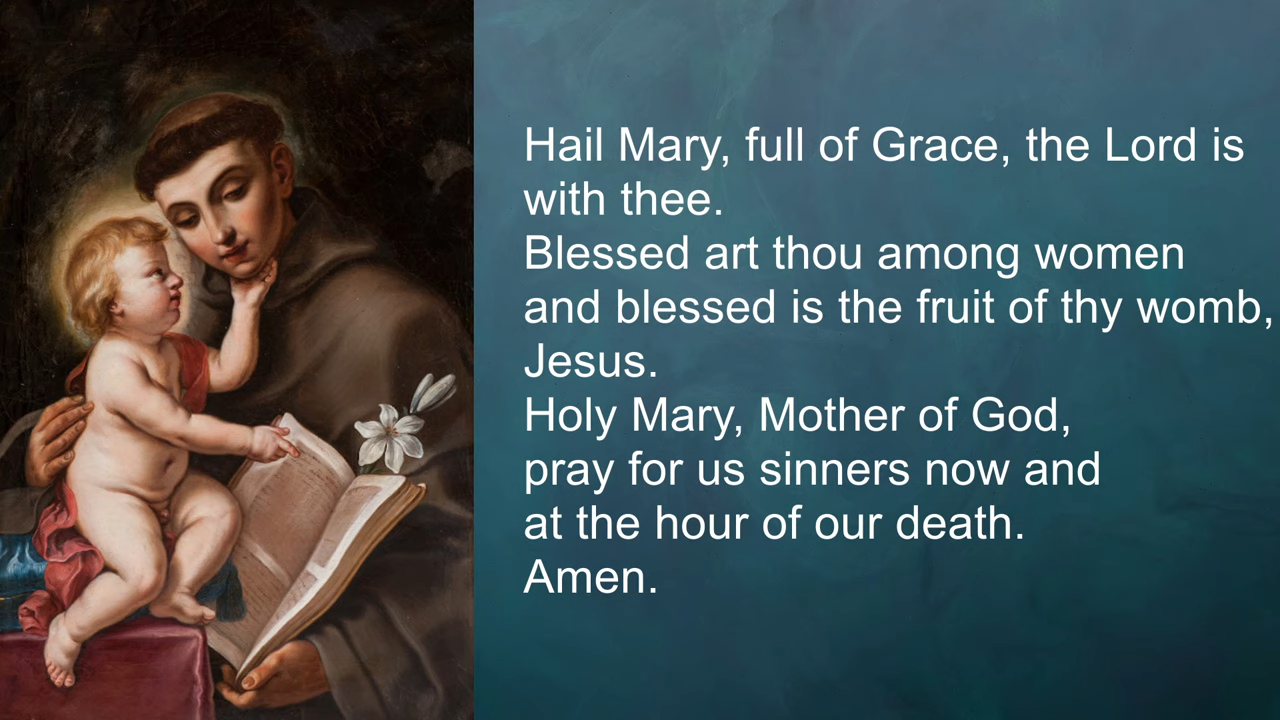 Hail Mary, full of Grace, the Lord is
with thee.
Blessed art thou among women
and blessed is the fruit of thy womb,
Jesus.
Holy Mary, Mother of God,
pray for us sinners now and
at the hour of our death.
Amen.